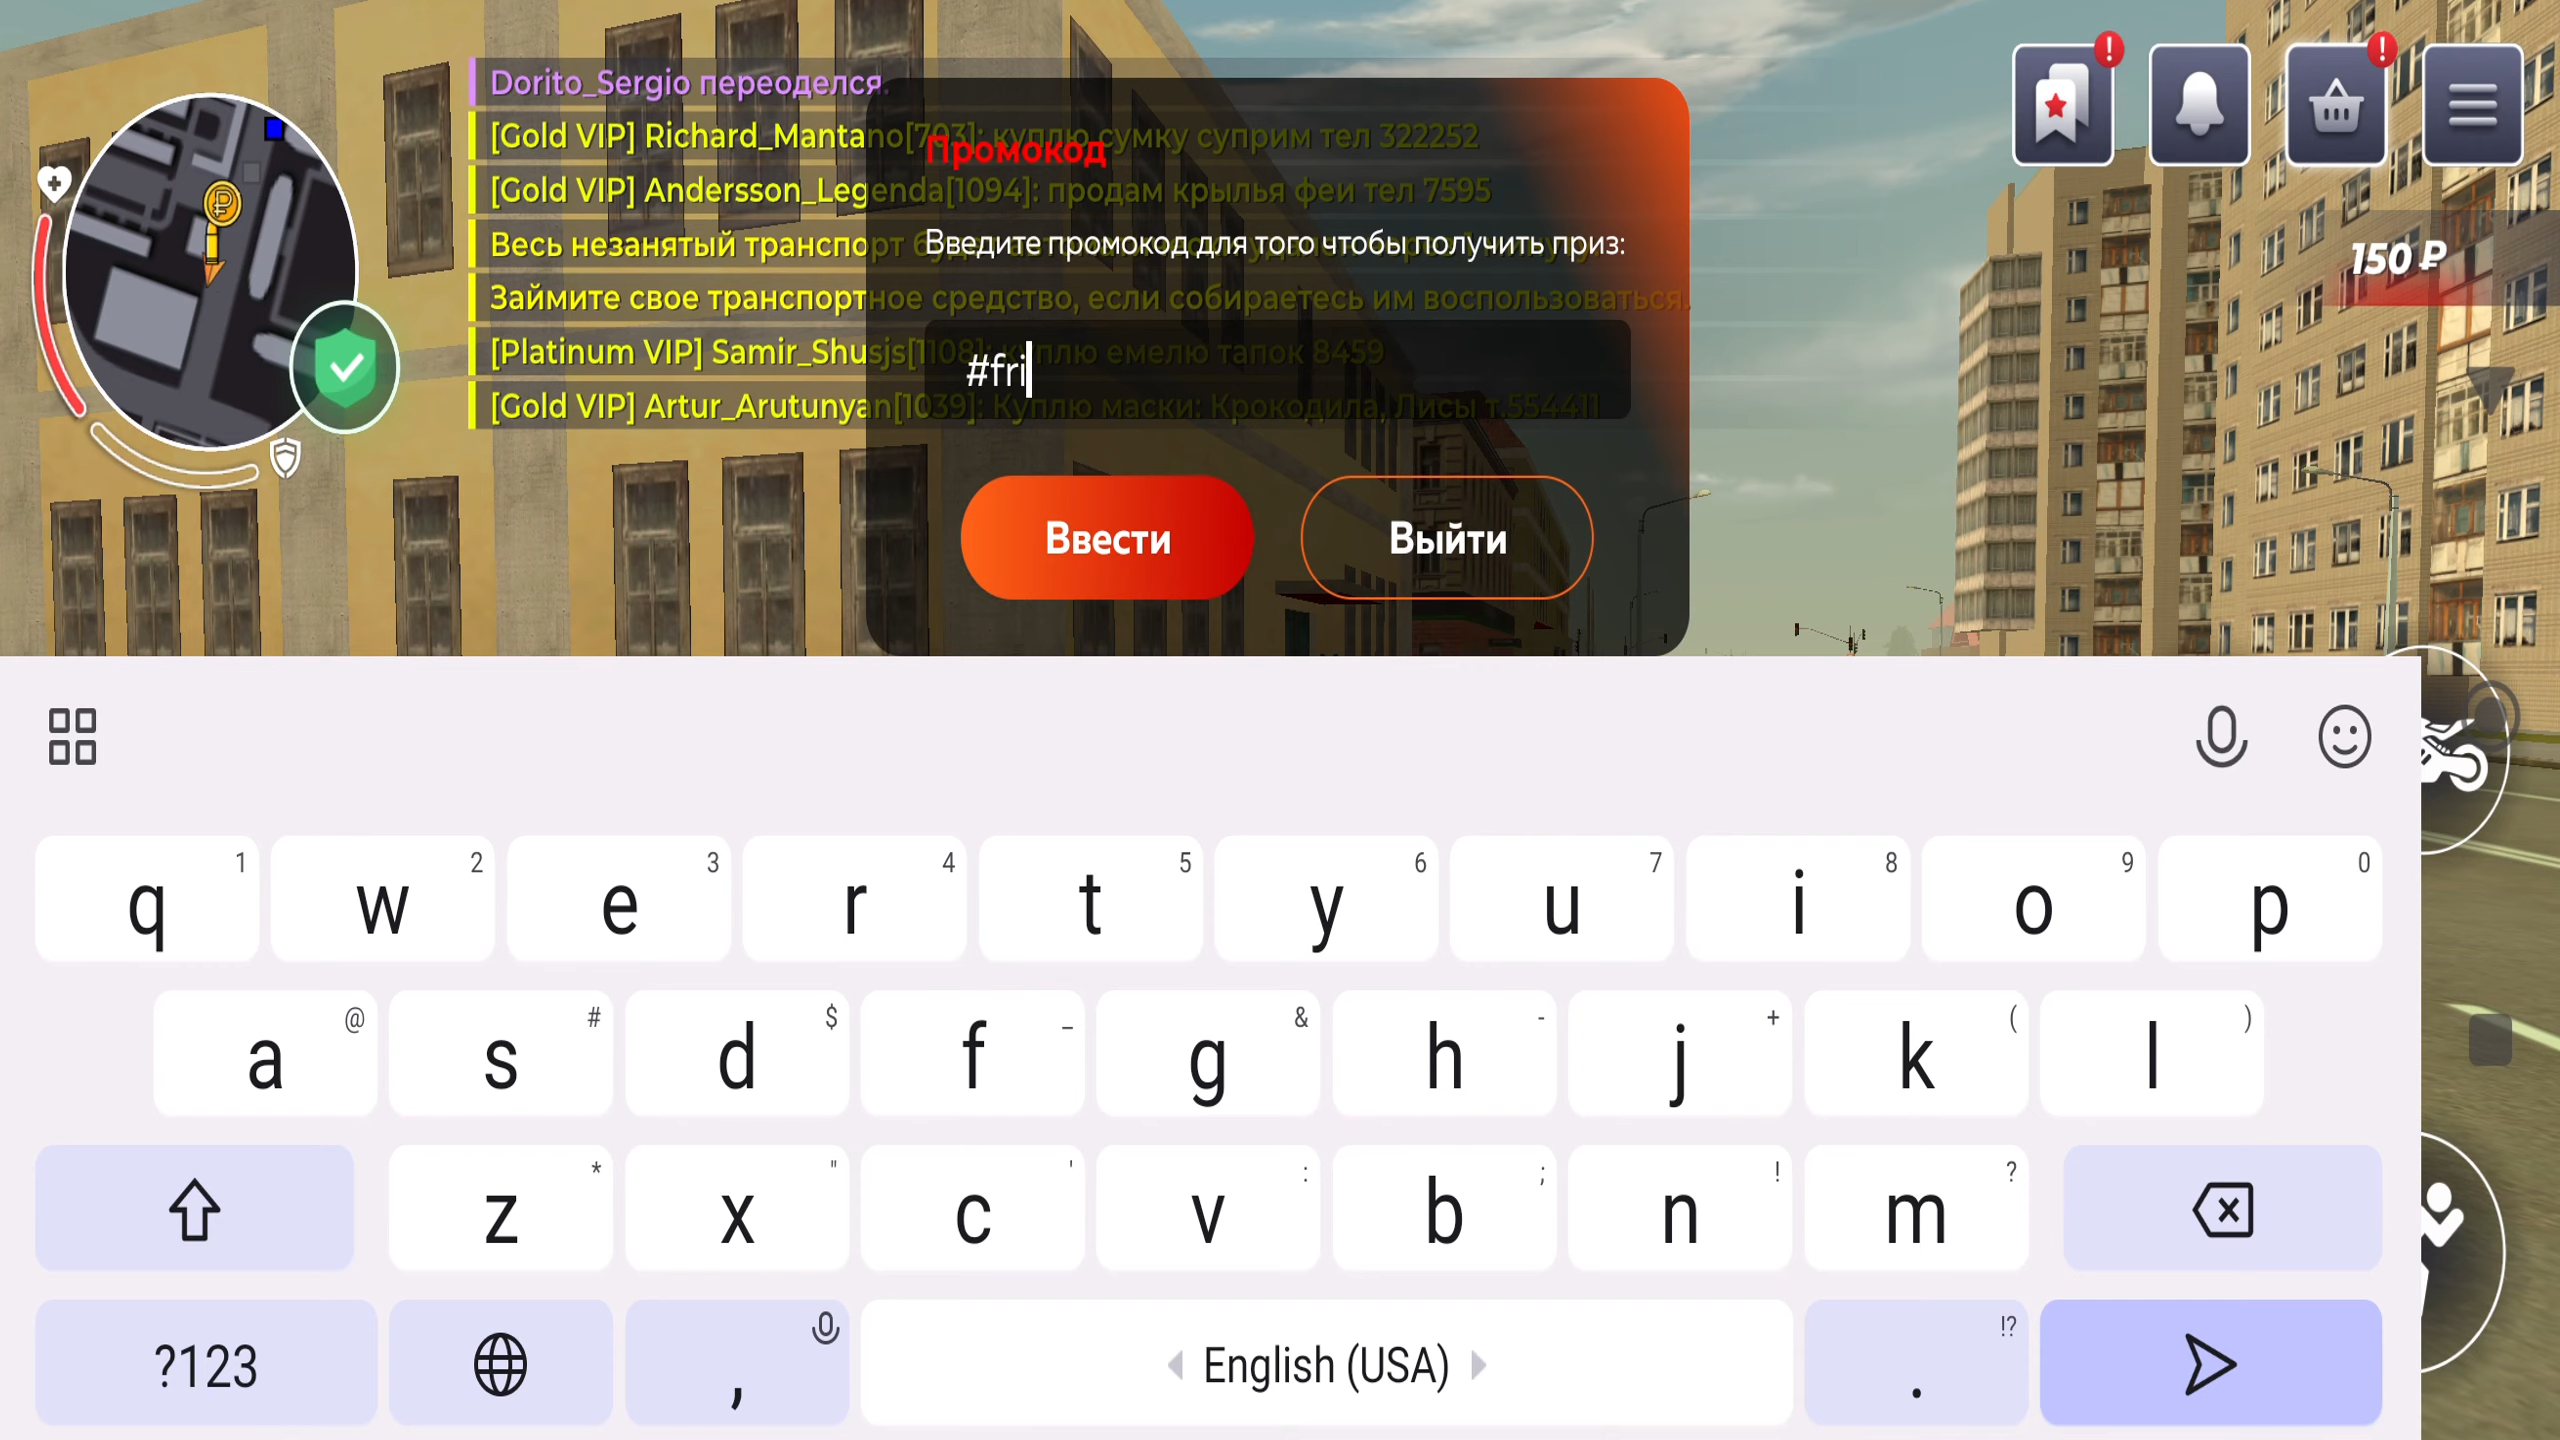 Dorito_Sergio переоделся.
[Gold VIP] Richard_Mantano[703]: куплю сумку суприм тел 322252
Промокод
[Gold VIP] Andersson_Legenda[1094]: продам крылья феи тел 7595
Весь незанятый транспорт
Введите промокод для того чтобы получить приз:
Займите свое транспортное средство, если собираетесь им воспользоваться.
[Platinum VIP] Samir_Shusjs[1108]: куплю емелю тапок 8459
#fri
[Gold VIP] Artur_Arutunyan[1039]: Куплю маски: Крокодила, Лисы т.554411
150 ₽
Ввести
Выйти
q 1 w 2 e 3 r 4 t 5 y 6 u 7 i 8 o 9 p 0
a @ s # d $ f _ g & h - j + k ( l )
z * x " c ' v : b ; n ! m ?
?123 , English (USA) . !?